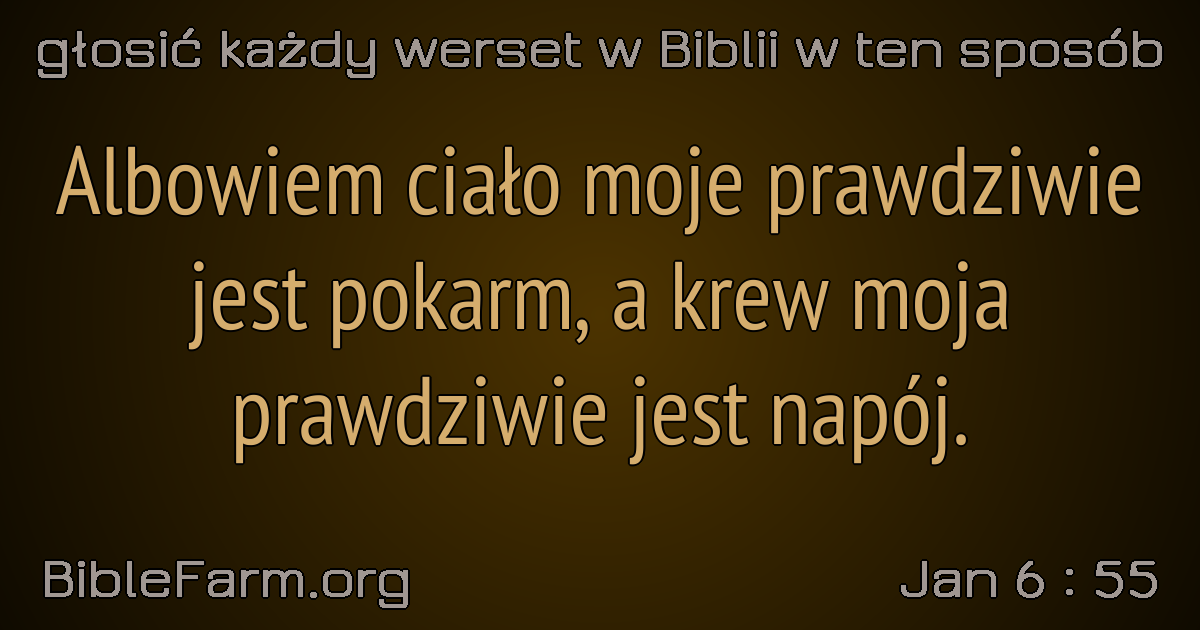 głosić każdy werset w Biblii w ten sposób
Albowiem ciało moje prawdziwie
jest pokarm, a krew moja
prawdziwie jest napój.
BibleFarm.org
Jan 6 : 55